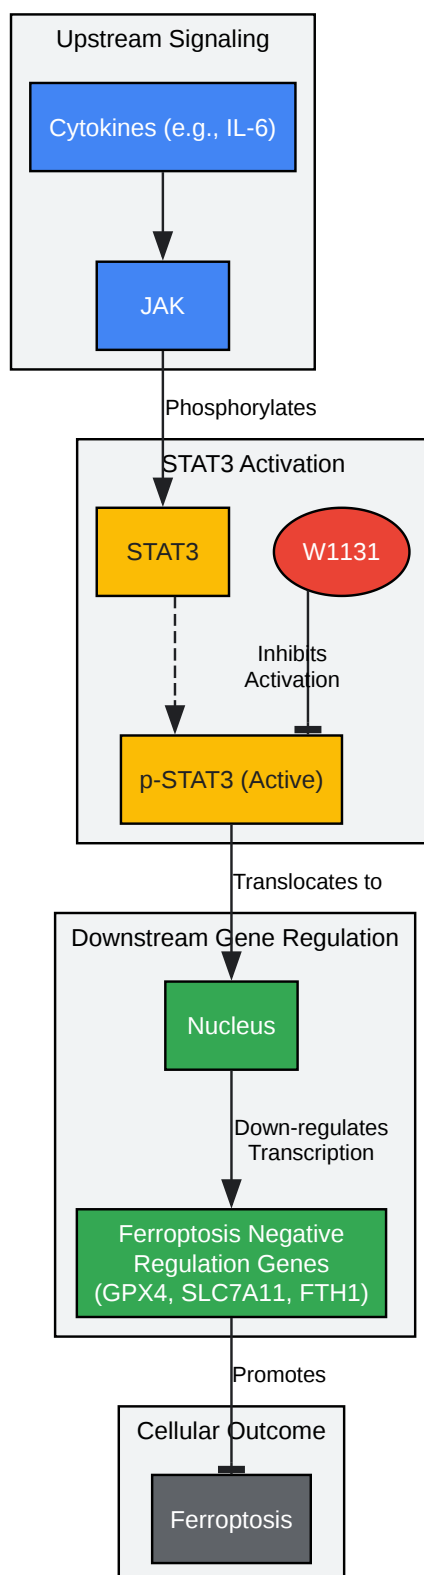 Upstream Signaling
Cytokines (e.g., IL-6)
JAK
Phosphorylates
STAT3 Activation
STAT3
W1131
Inhibits
Activation
p-STAT3 (Active)
Translocates to
Downstream Gene Regulation
Nucleus
Down-regulates
Transcription
Ferroptosis Negative
Regulation Genes
(GPX4, SLC7A11, FTH1)
Promotes
Cellular Outcome
Ferroptosis